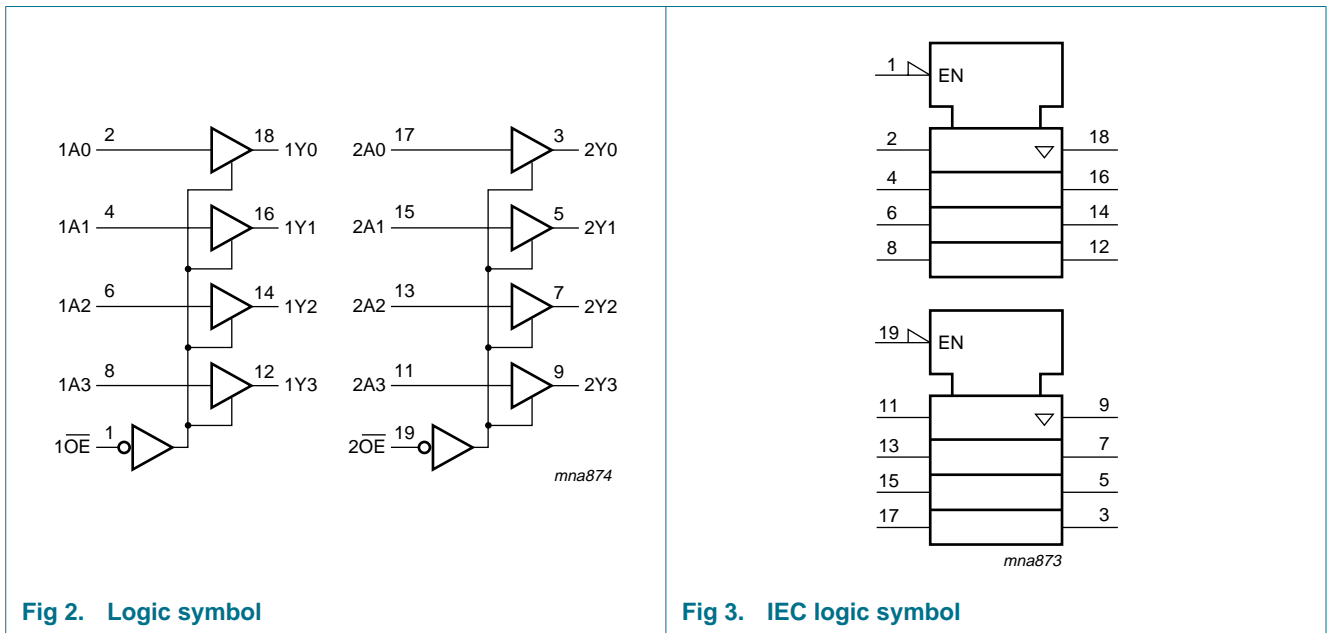 1A0 2 18 1Y0
1A1 4 16 1Y1
1A2 6 14 1Y2
1A3 8 12 1Y3
1O̅E̅ 1
2A0 17 3 2Y0
2A1 15 5 2Y1
2A2 13 7 2Y2
2A3 11 9 2Y3
2O̅E̅ 19
mna874
Fig 2. Logic symbol
1 EN
2 18
4 16
6 14
8 12
19 EN
11 9
13 7
15 5
17 3
mna873
Fig 3. IEC logic symbol